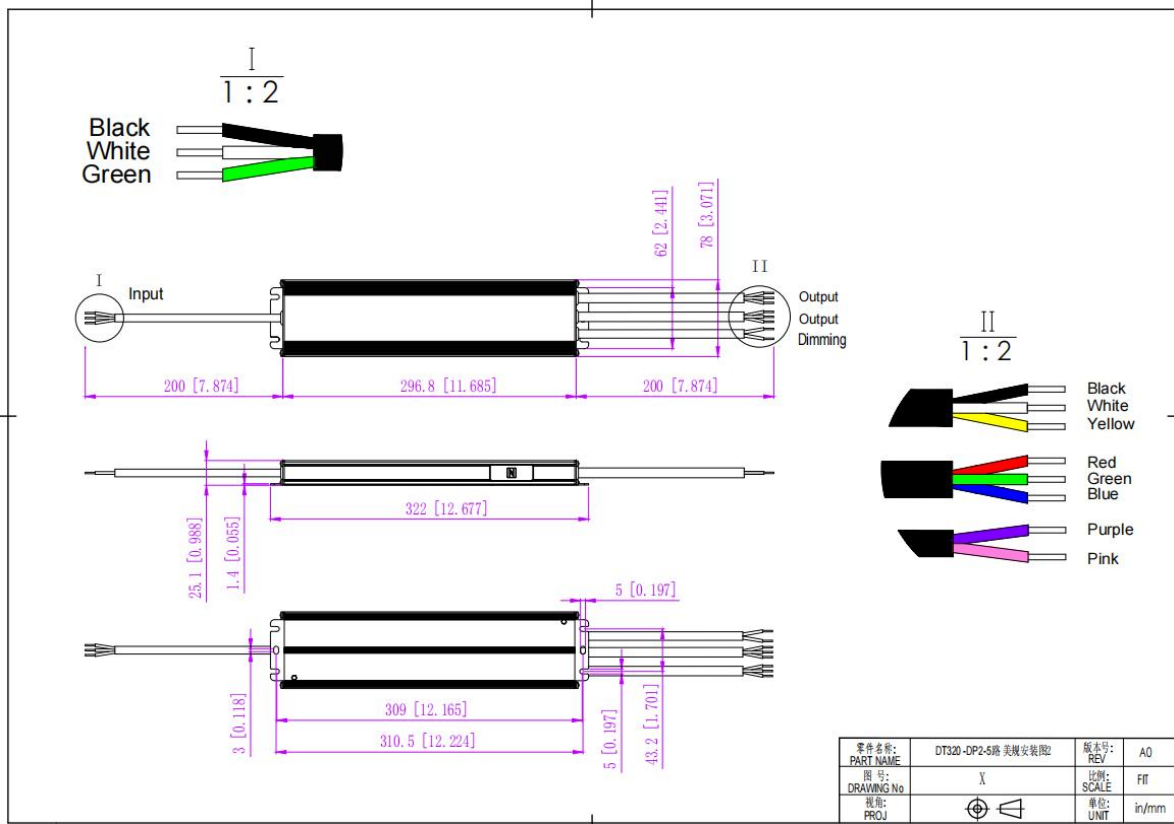 I
1 : 2
Black
White
Green
62 [2.441]
78 [3.071]
I
Input
II
Output
Output
Dimming
200 [7.874]
296.8 [11.685]
200 [7.874]
II
1 : 2
Black
White
Yellow
Red
Green
Blue
Purple
Pink
N
322 [12.677]
25.1 [0.988]
1.4 [0.055]
5 [0.197]
309 [12.165]
310.5 [12.224]
3 [0.118]
5 [0.197]
43.2 [1.701]
零件名称: DT320-DP2-5路 美规安装图2 版本号: A0
PART NAME REV
图 号: X 比例: FIT
DRAWING No SCALE
视角: 单位: in/mm
PROJ UNIT